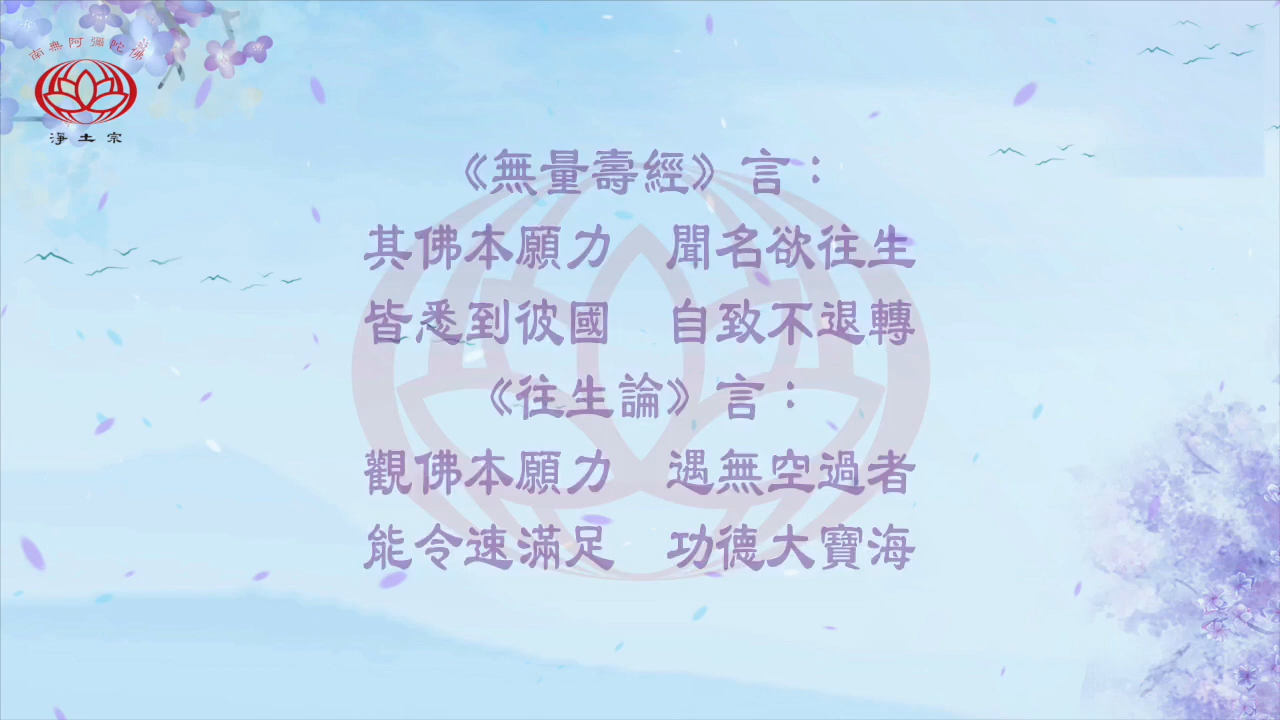 南無阿彌陀佛
淨土宗
《無量壽經》言：
其佛本願力　聞名欲往生
皆悉到彼國　自致不退轉
《往生論》言：
觀佛本願力　遇無空過者
能令速滿足　功德大寶海